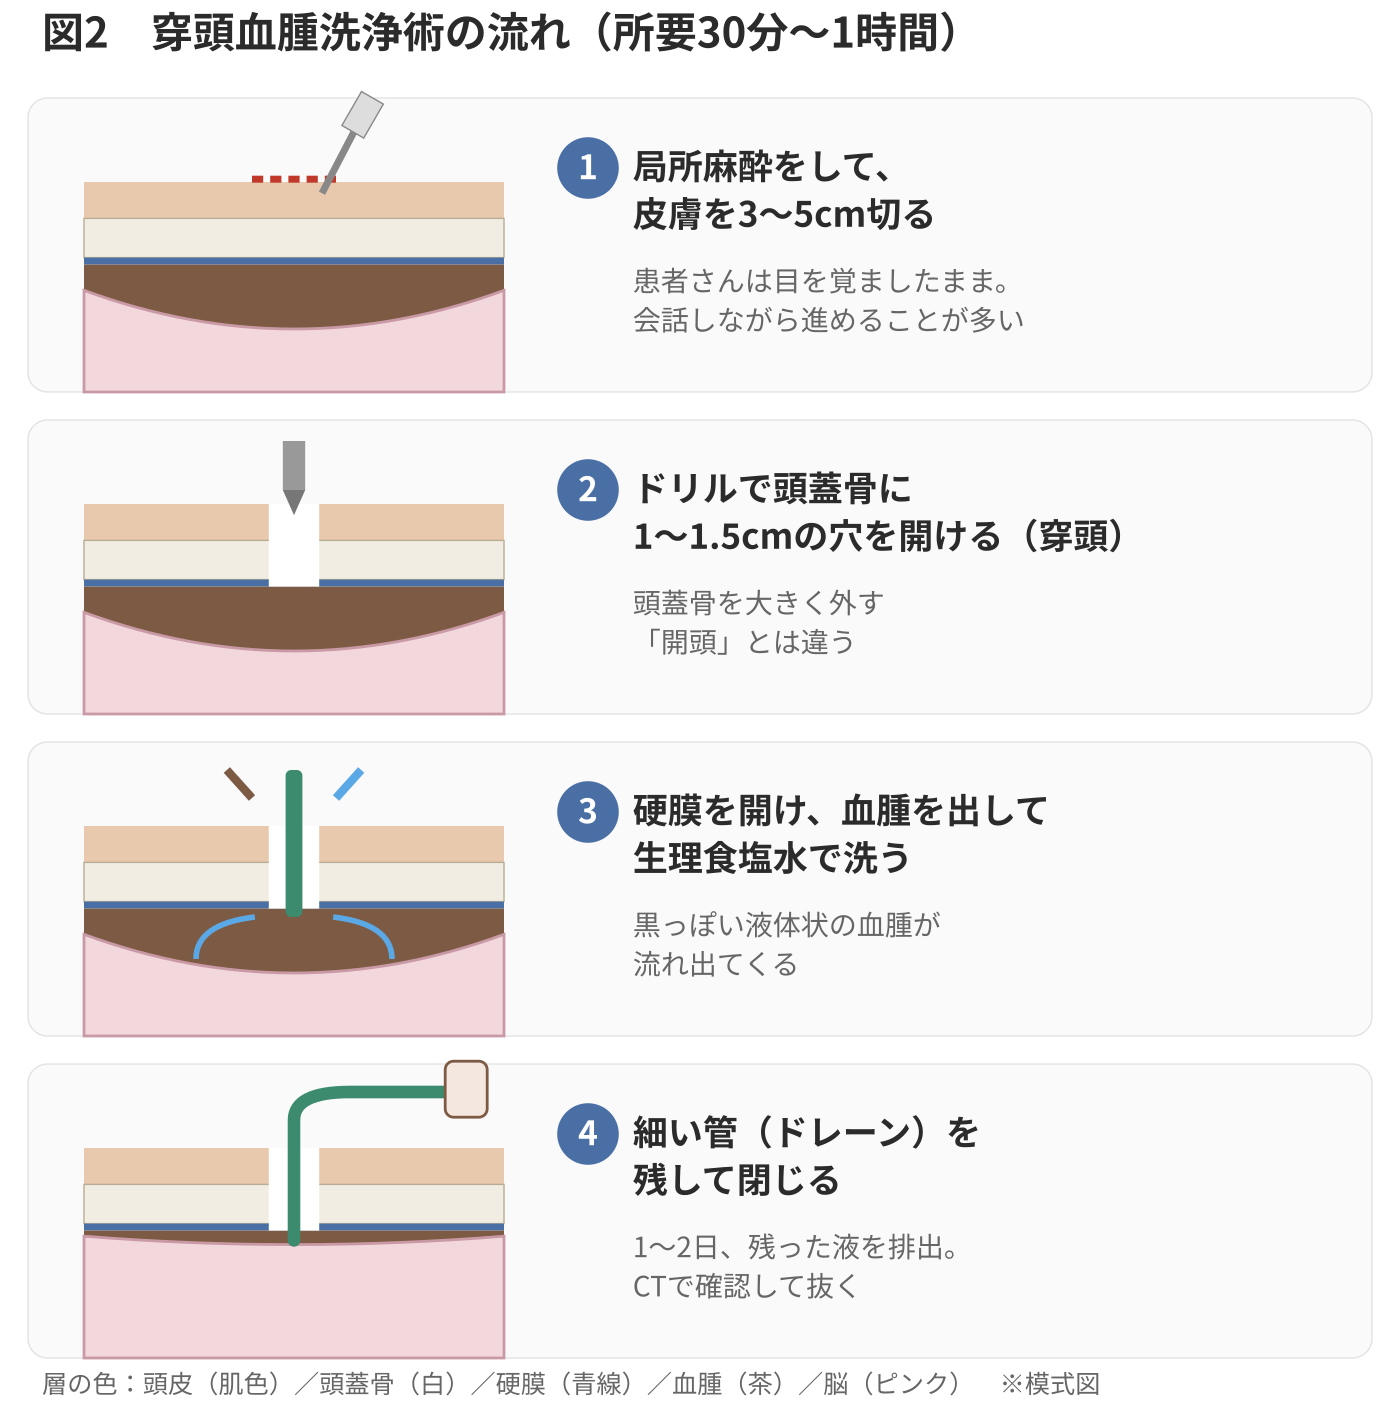 図2　穿頭血腫洗浄術の流れ（所要30分〜1時間）
1
局所麻酔をして、
皮膚を3〜5cm切る
患者さんは目を覚ましたまま。
会話しながら進めることが多い
2
ドリルで頭蓋骨に
1〜1.5cmの穴を開ける（穿頭）
頭蓋骨を大きく外す
「開頭」とは違う
3
硬膜を開け、血腫を出して
生理食塩水で洗う
黒っぽい液体状の血腫が
流れ出てくる
4
細い管（ドレーン）を
残して閉じる
1〜2日、残った液を排出。
CTで確認して抜く
層の色：頭皮（肌色）／頭蓋骨（白）／硬膜（青線）／血腫（茶）／脳（ピンク）　※模式図